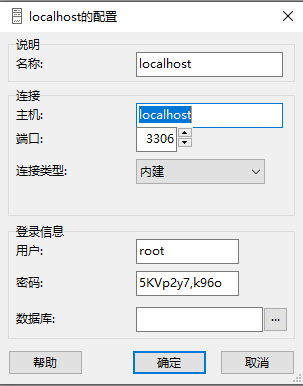 localhost的配置
说明
名称: localhost
连接
主机: localhost
端口: 3306
连接类型: 内建
登录信息
用户: root
密码: 5KVp2y7,k96o
数据库: ...
帮助 确定 取消